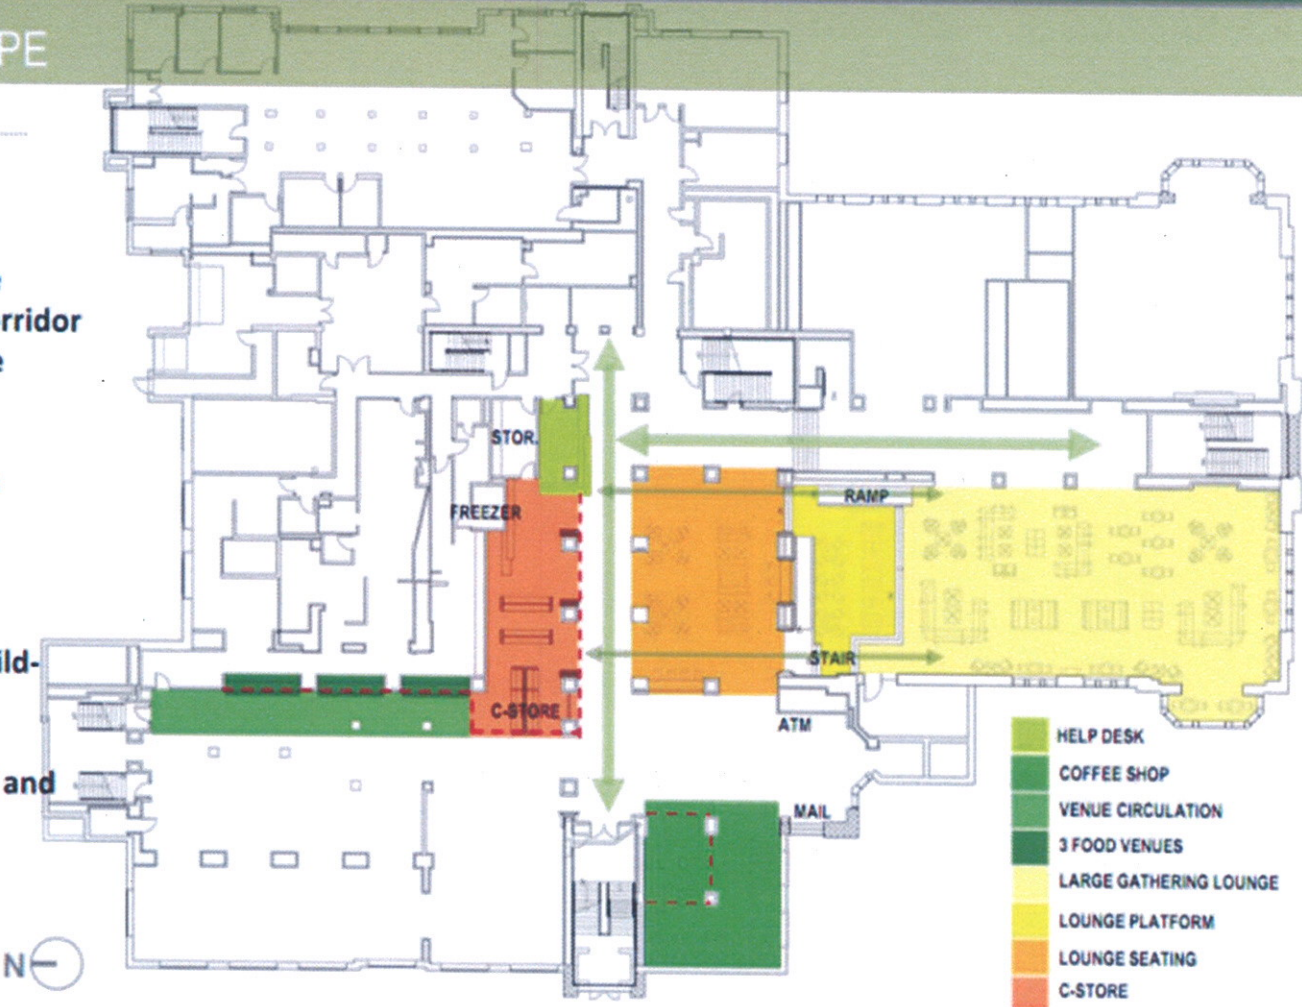 PE
rridor
e
ild-
and
STOR.
FREEZER
RAMP
STAIR
C-STORE
ATM
MAIL
N
HELP DESK
COFFEE SHOP
VENUE CIRCULATION
3 FOOD VENUES
LARGE GATHERING LOUNGE
LOUNGE PLATFORM
LOUNGE SEATING
C-STORE